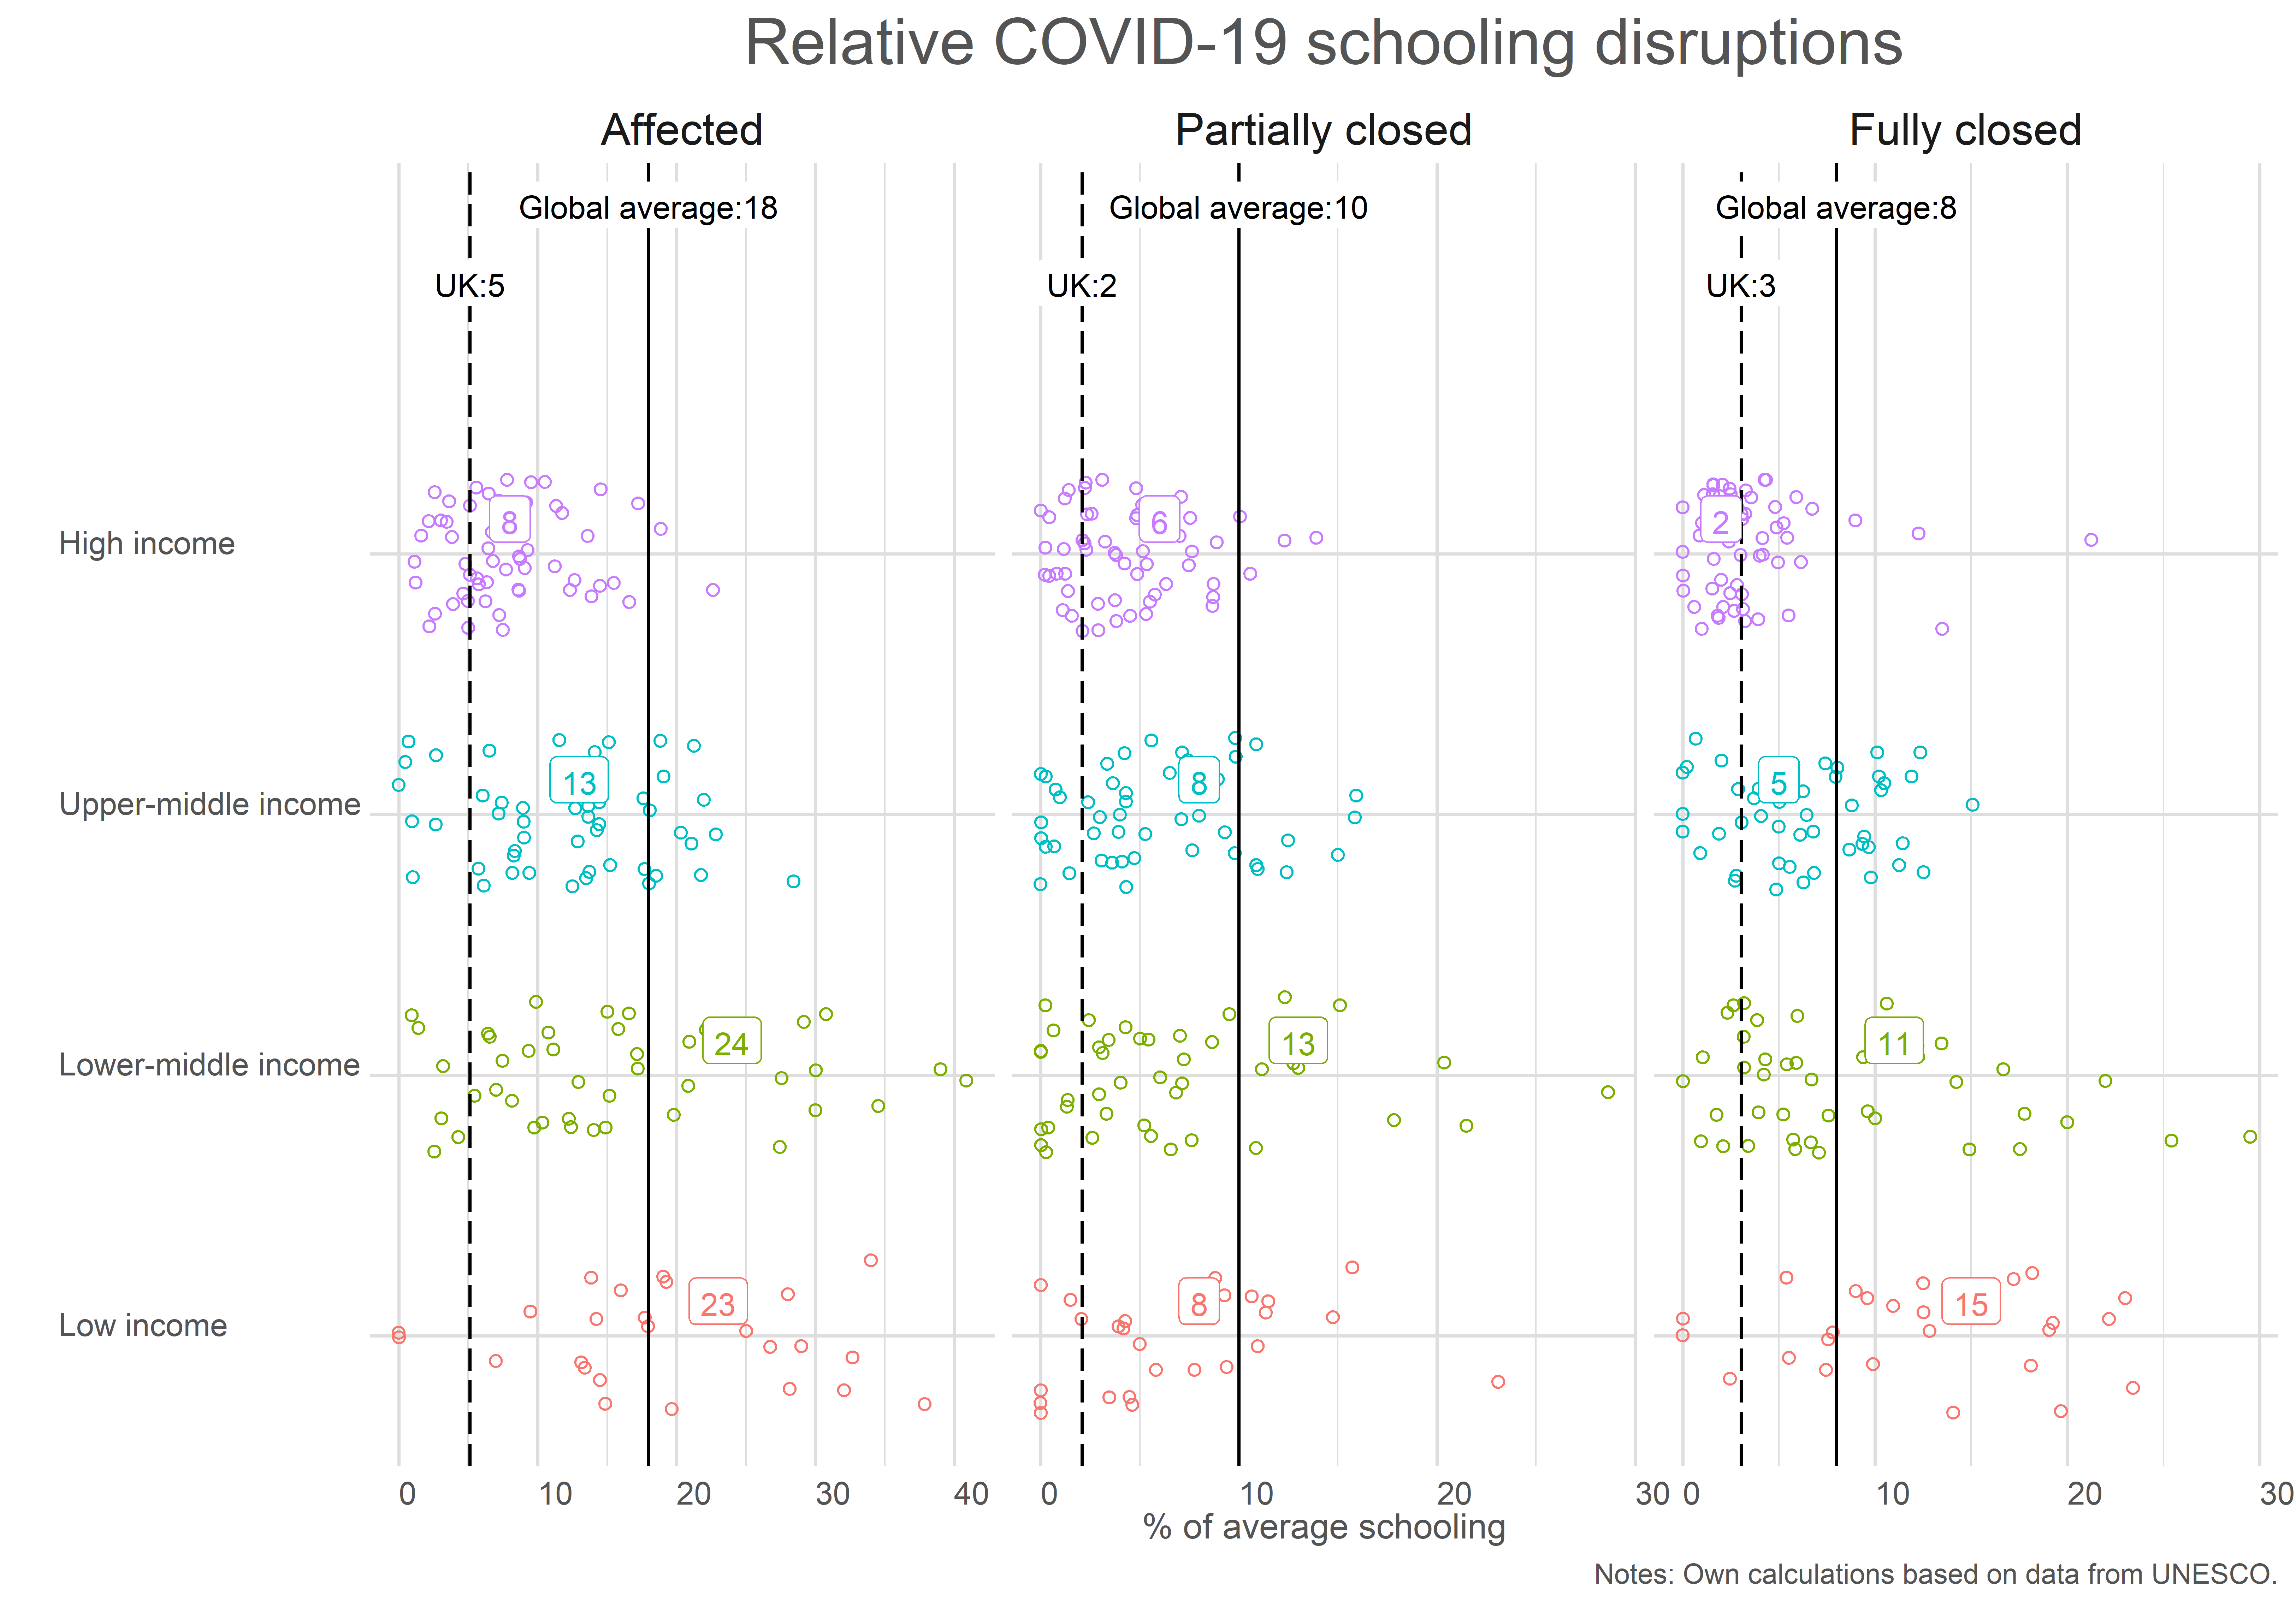 Relative COVID-19 schooling disruptions
Affected Partially closed Fully closed
Global average:18 Global average:10 Global average:8
UK:5 UK:2 UK:3
High income 8 6 2
Upper-middle income 13 8 5
Lower-middle income 24 13 11
Low income 23 8 15
0 10 20 30 40 0 10 20 30 0 10 20 30
% of average schooling
Notes: Own calculations based on data from UNESCO.